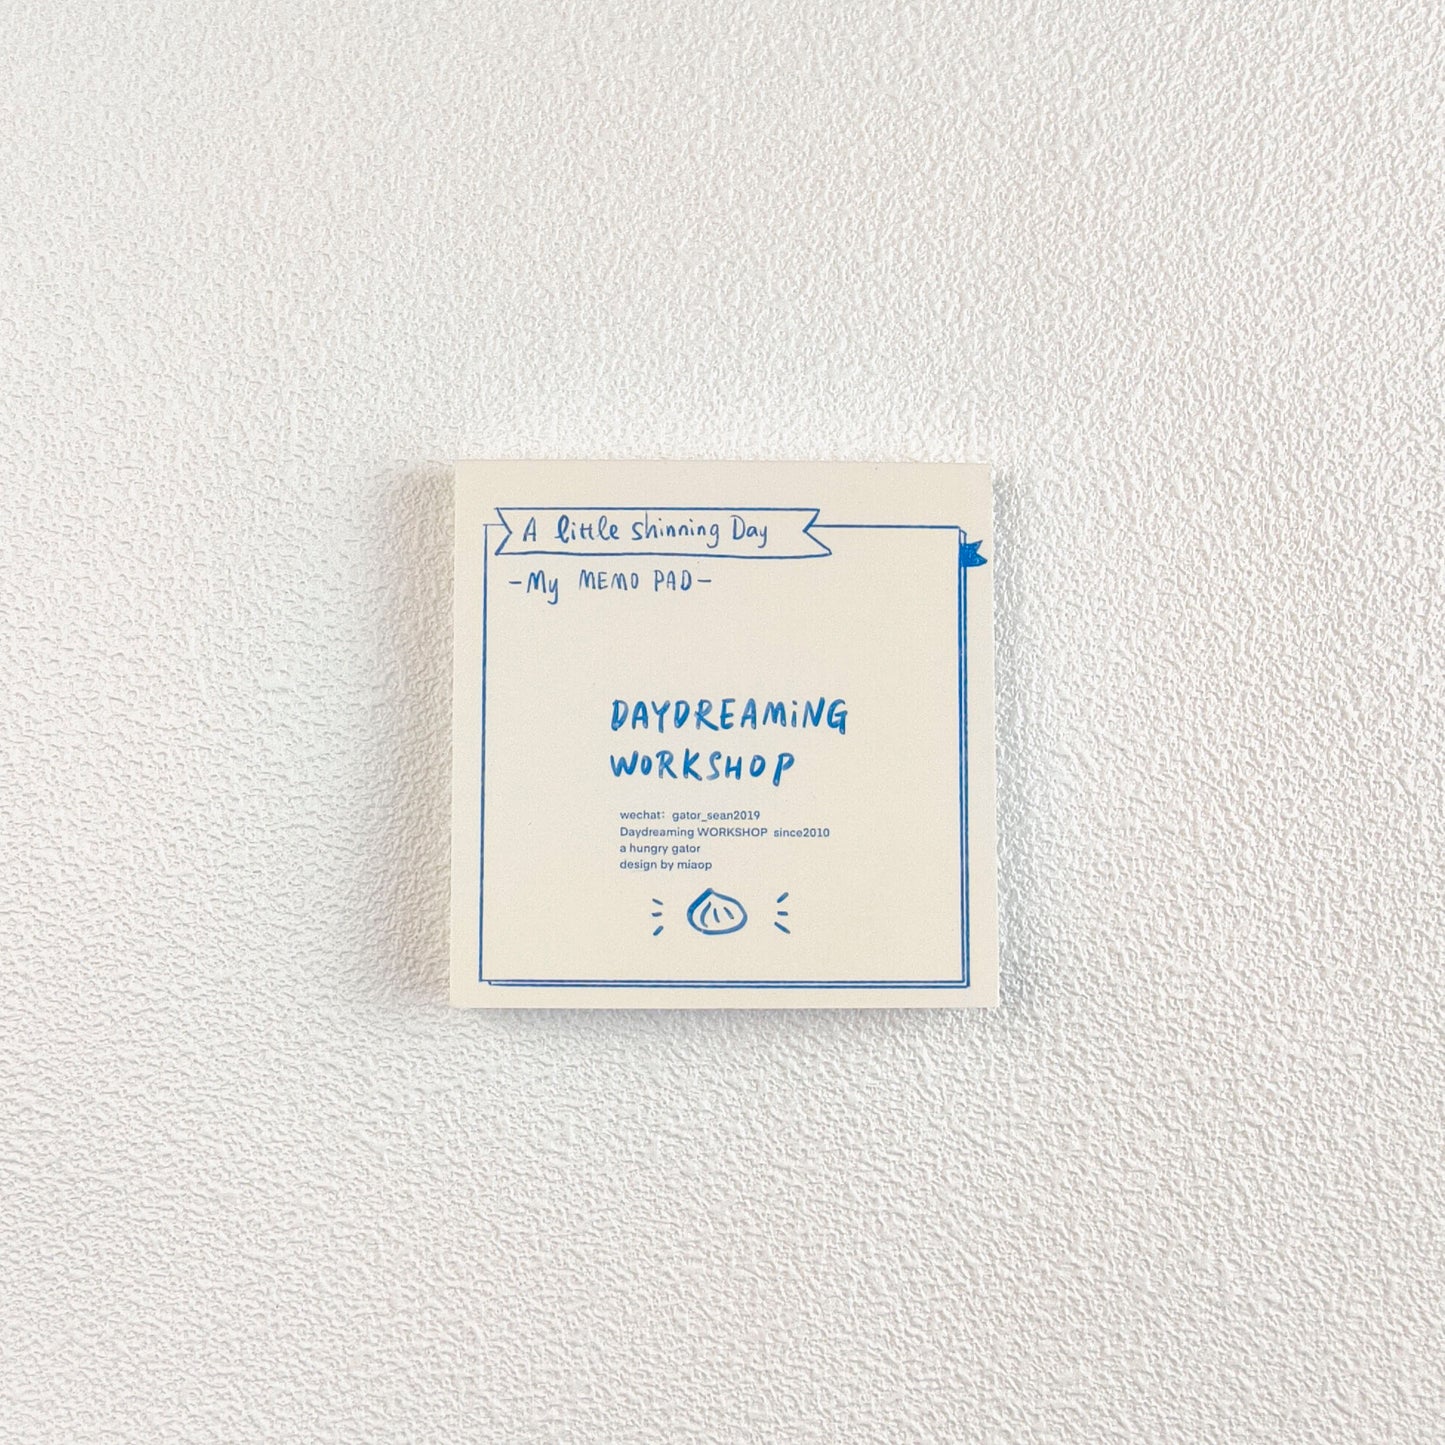 A little shinning Day
-My MEMO PAD-
DAYDREAMiNG
WORKSHOP
wechat: gator_sean2019
Daydreaming WORKSHOP since2010
a hungry gator
design by miaop